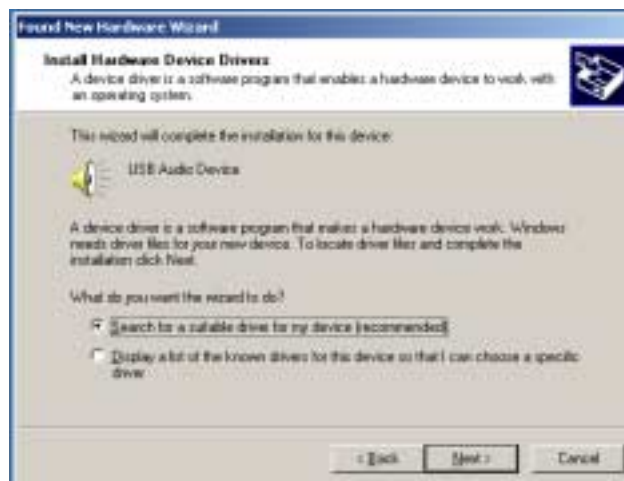 Found New Hardware Wizard
Install Hardware Device Drivers
A device driver is a software program that enables a hardware device to work with
an operating system.
This wizard will complete the installation for this device:
USB Audio Device
A device driver is a software program that makes a hardware device work. Windows
needs driver files for your new device. To locate driver files and complete the
installation click Next.
What do you want the wizard to do?
Search for a suitable driver for my device (recommended)
Display a list of the known drivers for this device so that I can choose a specific
driver
< Back Next > Cancel